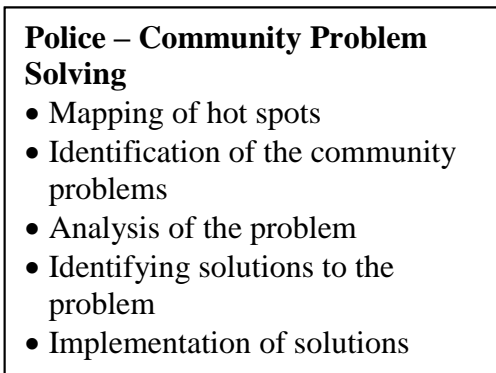 Police – Community Problem
Solving
• Mapping of hot spots
• Identification of the community
problems
• Analysis of the problem
• Identifying solutions to the
problem
• Implementation of solutions